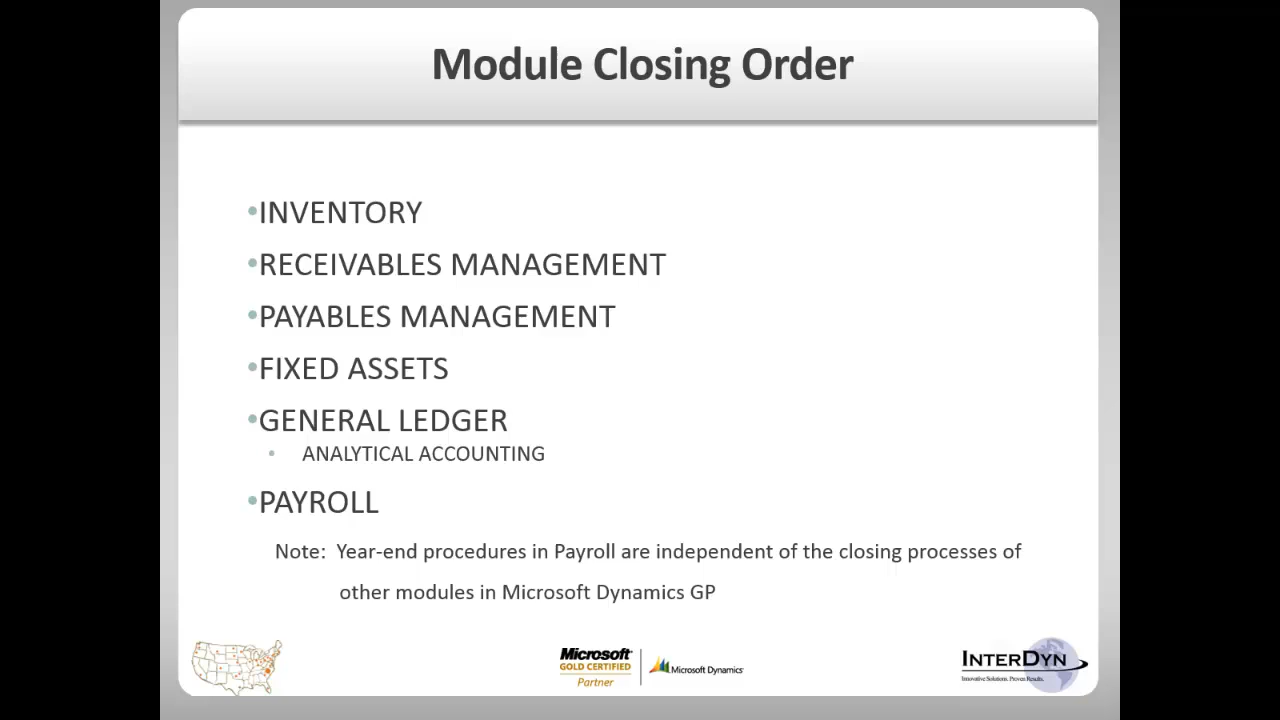 Module Closing Order
•INVENTORY
•RECEIVABLES MANAGEMENT
•PAYABLES MANAGEMENT
•FIXED ASSETS
•GENERAL LEDGER
• ANALYTICAL ACCOUNTING
•PAYROLL
Note: Year-end procedures in Payroll are independent of the closing processes of
other modules in Microsoft Dynamics GP
Microsoft
GOLD CERTIFIED
Partner
Microsoft Dynamics
INTERDYN
Innovative Solutions. Proven Results.